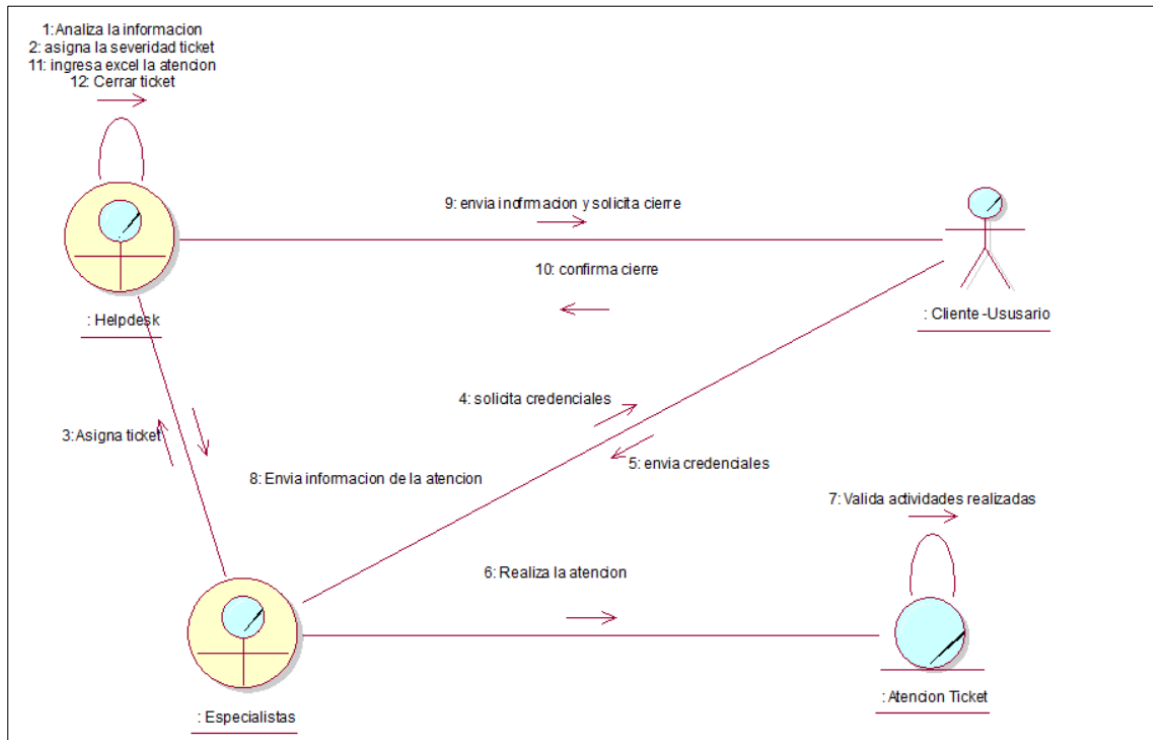 1: Analiza la informacion
2: asigna la severidad ticket
11: ingresa excel la atencion
12: Cerrar ticket
9: envia inofrmacion y solicita cierre
10: confirma cierre
: Helpdesk
: Cliente -Ususario
4: solicita credenciales
3: Asigna ticket
5: envia credenciales
8: Envia informacion de la atencion
7: Valida actividades realizadas
6: Realiza la atencion
: Atencion Ticket
: Especialistas